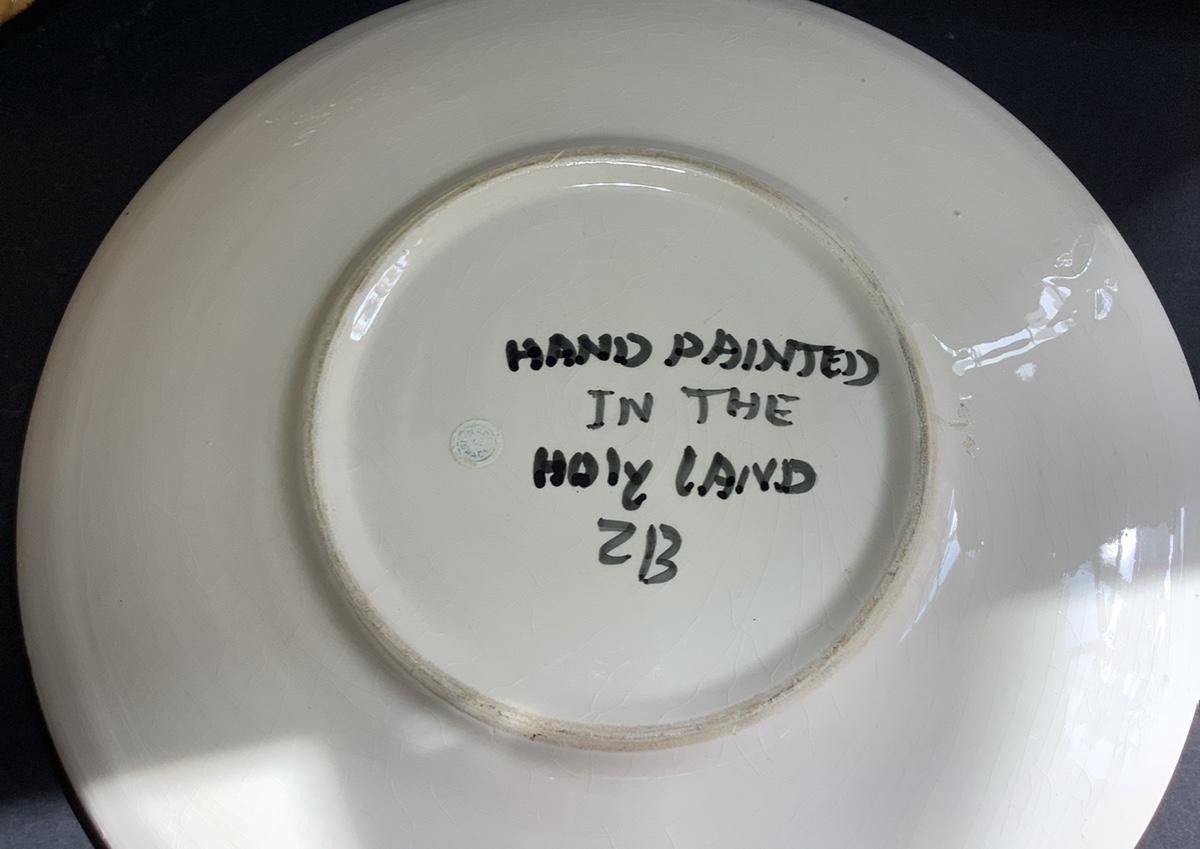 HAND PAINTED
IN THE
HOLY LAND
ZB